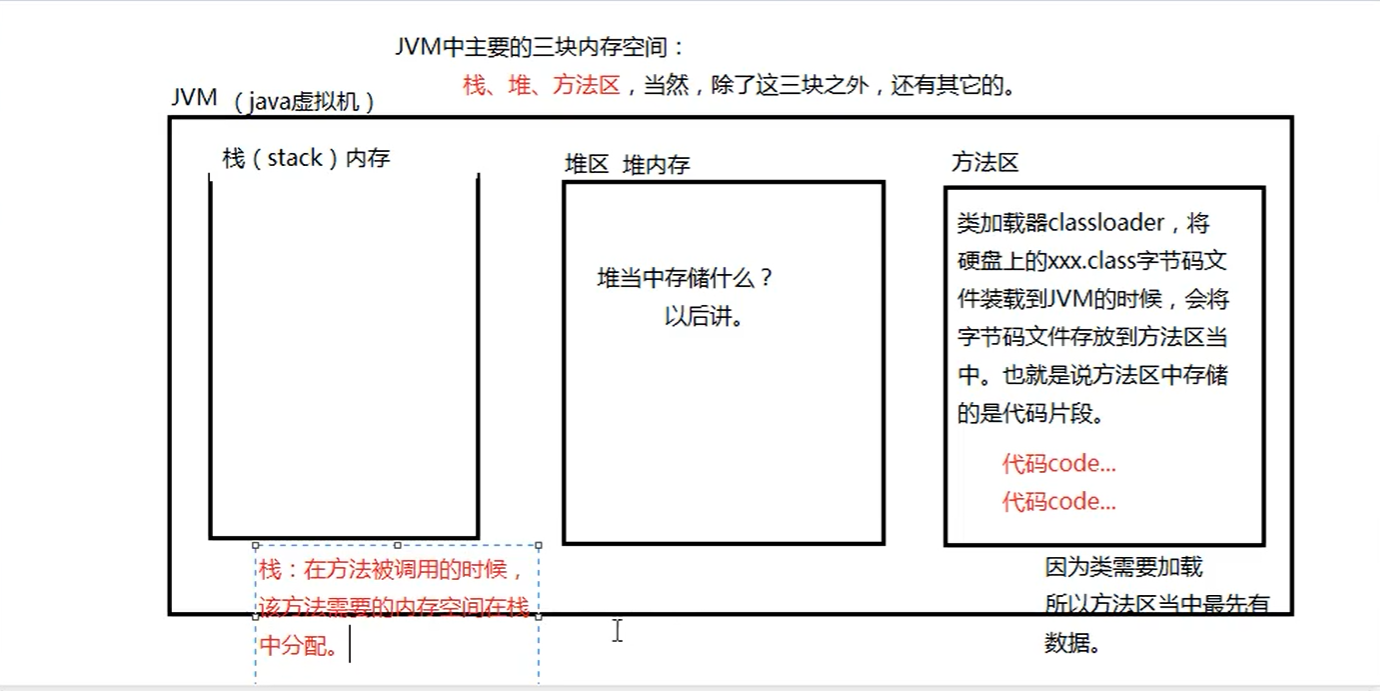 JVM中主要的三块内存空间：
栈、堆、方法区，当然，除了这三块之外，还有其它的。
JVM （java虚拟机）
栈（stack）内存
堆区 堆内存
堆当中存储什么？
以后讲。
方法区
类加载器classloader，将
硬盘上的xxx.class字节码文
件装载到JVM的时候，会将
字节码文件存放到方法区当
中。也就是说方法区中存储
的是代码片段。
代码code...
代码code...
栈：在方法被调用的时候，
该方法需要的内存空间在栈
中分配。
因为类需要加载
所以方法区当中最先有
数据。